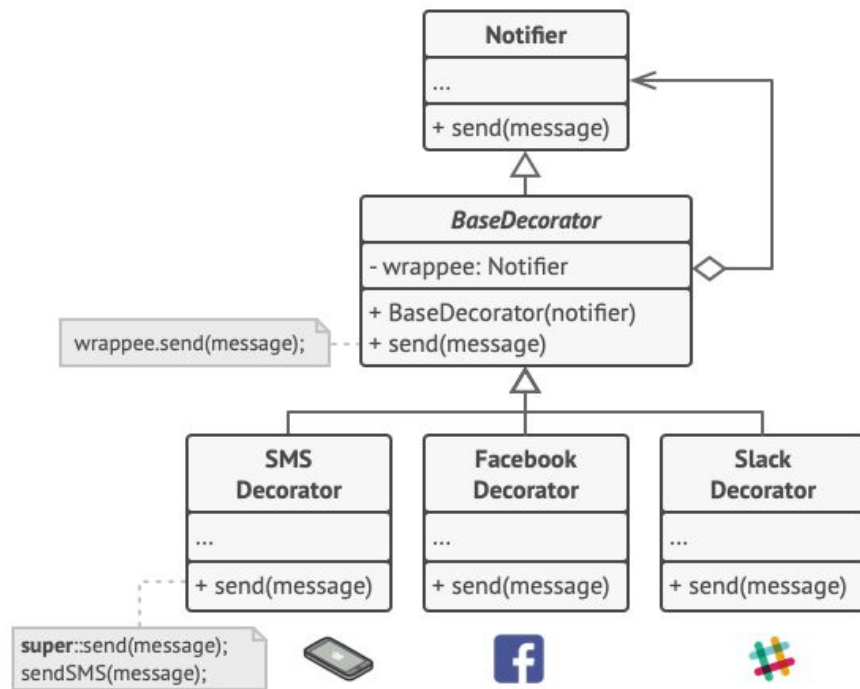 Notifier
...
+ send(message)
BaseDecorator
- wrappee: Notifier
+ BaseDecorator(notifier)
+ send(message)
wrappee.send(message);
SMS
Decorator
...
+ send(message)
Facebook
Decorator
...
+ send(message)
Slack
Decorator
...
+ send(message)
super::send(message);
sendSMS(message);